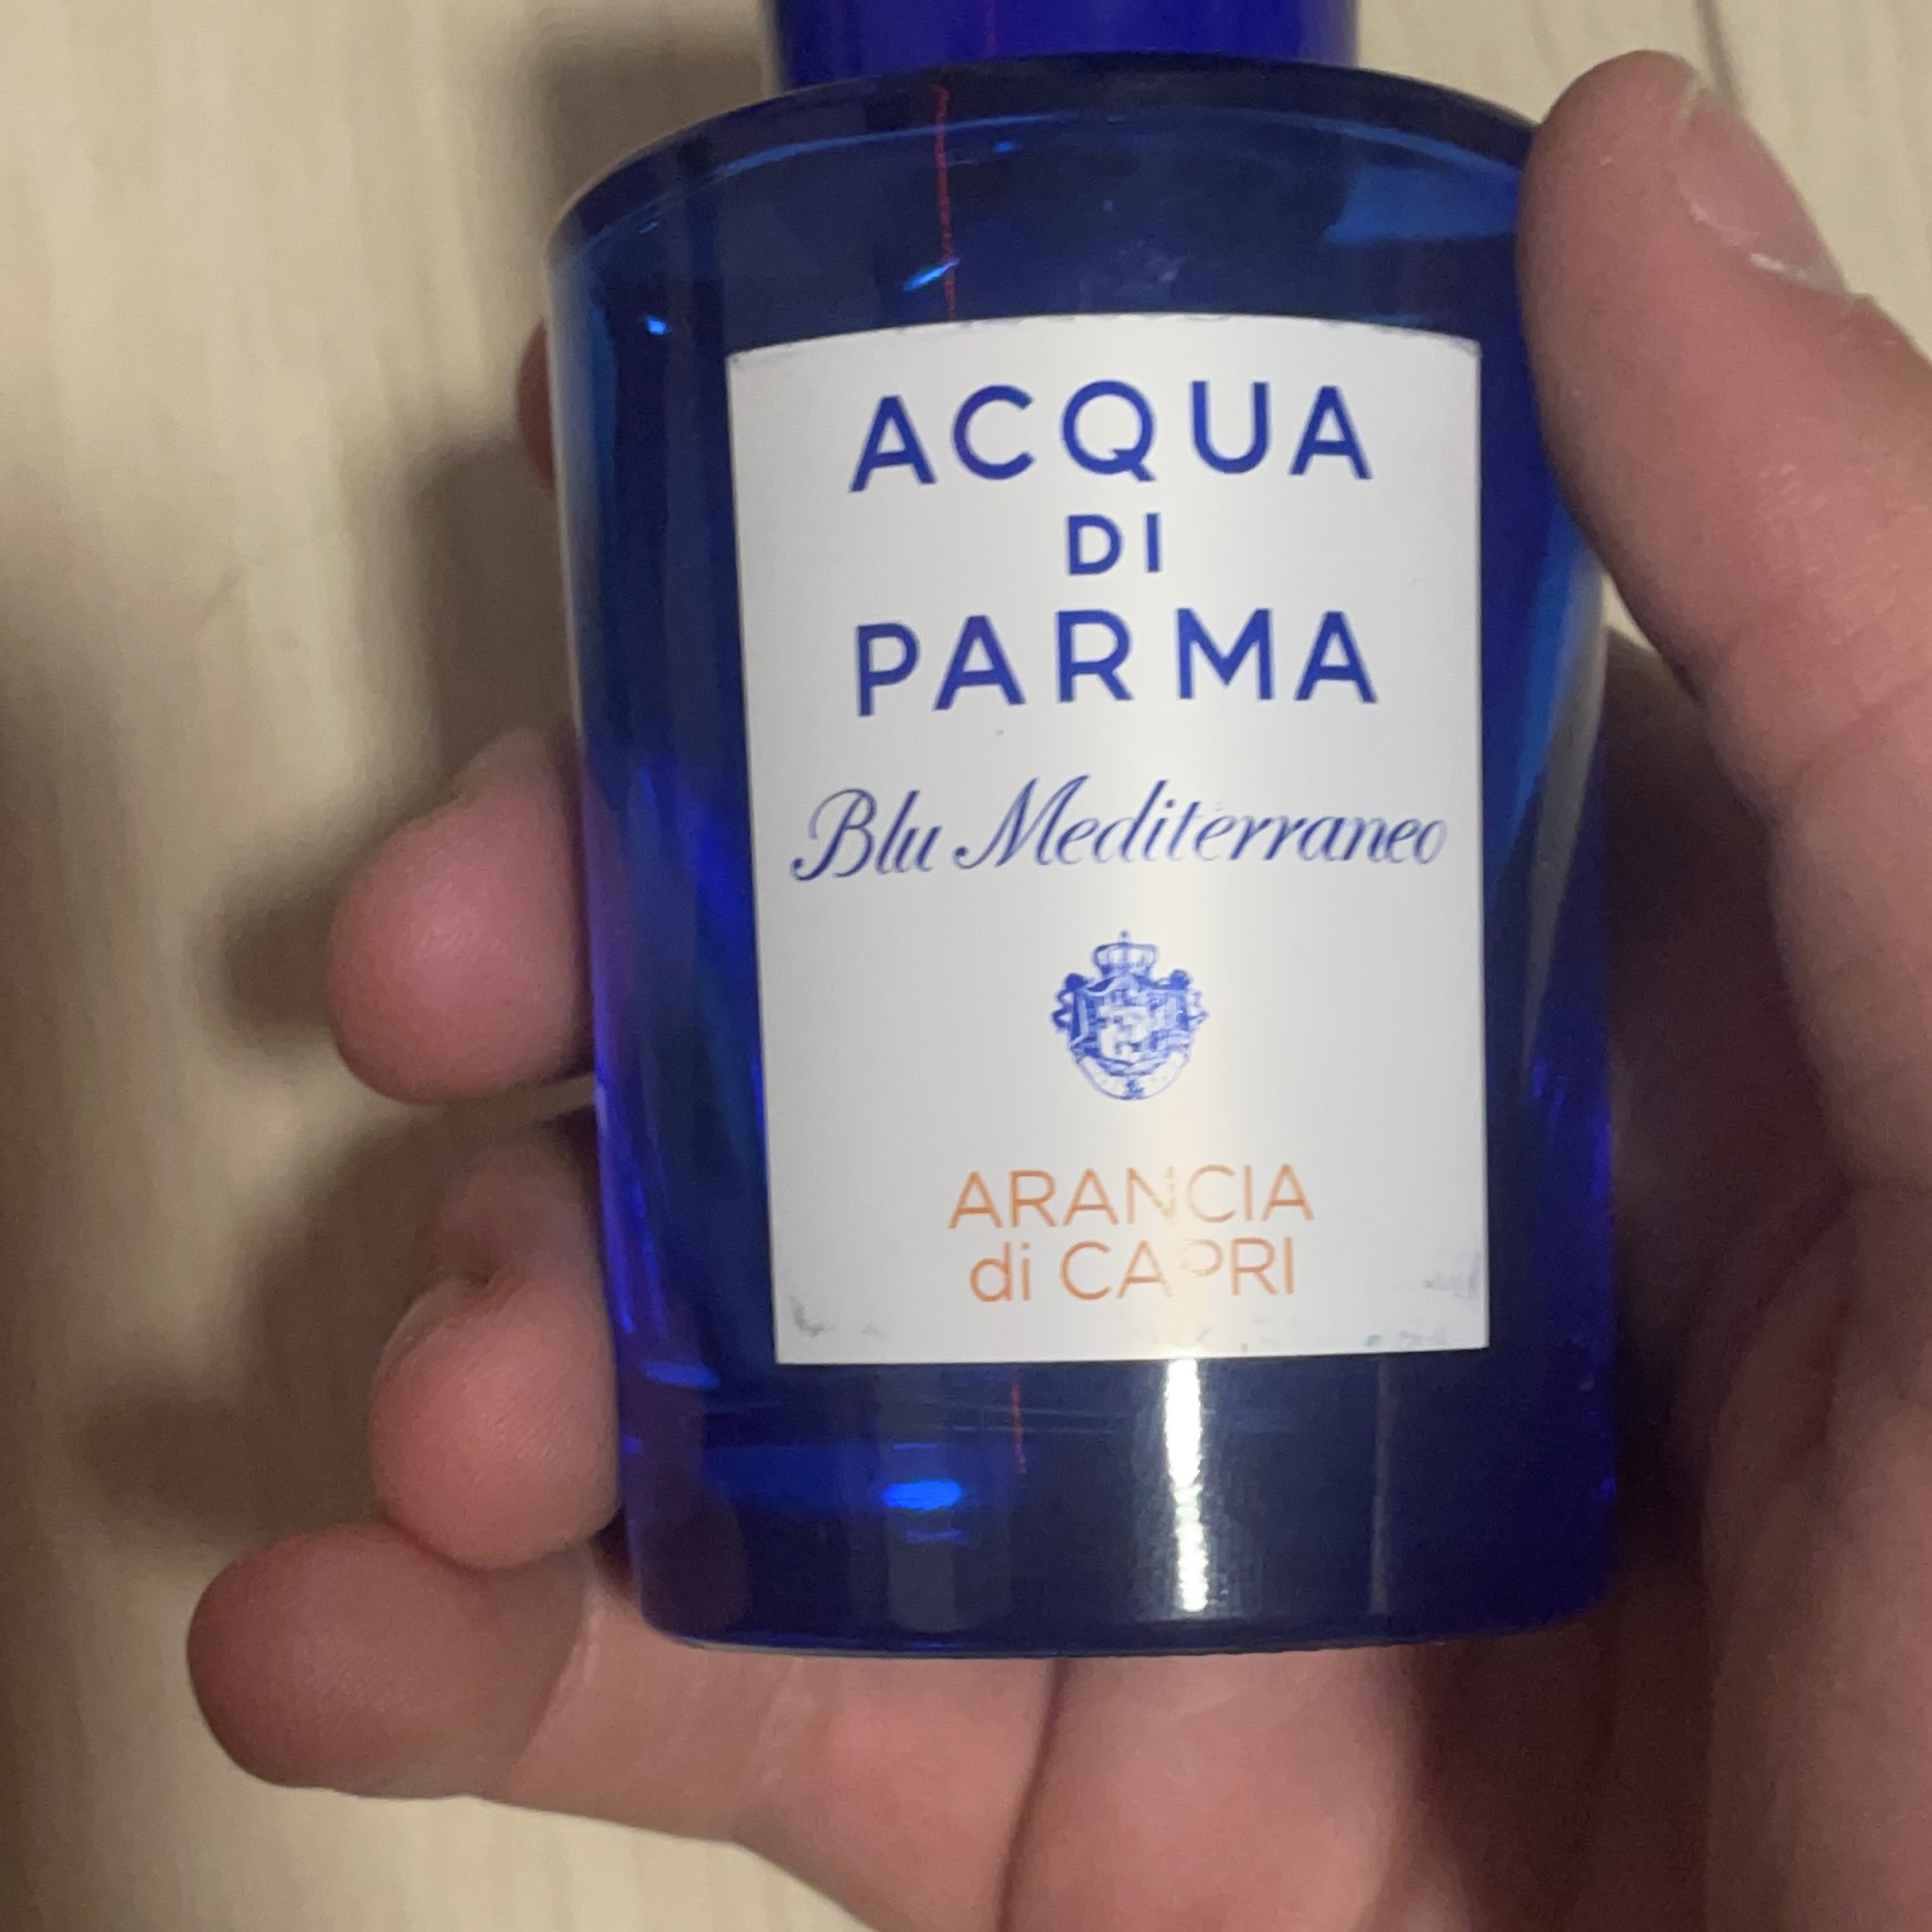 ACQUA
DI
PARMA
Blu Mediterraneo
ARANCIA
di CAPRI